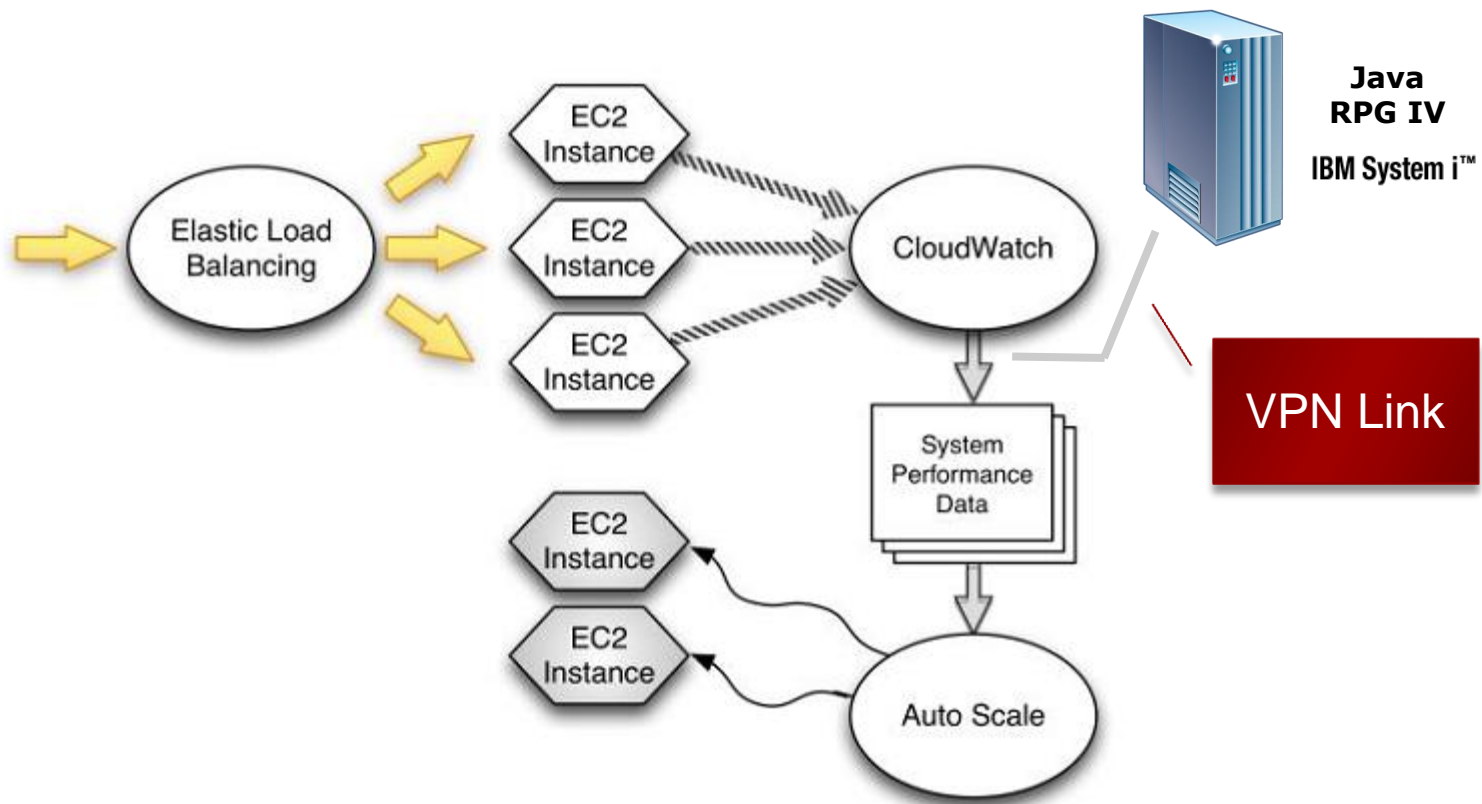 Java
RPG IV
IBM System i™
EC2
Instance
Elastic Load
Balancing
EC2
Instance
CloudWatch
EC2
Instance
VPN Link
System
Performance
Data
EC2
Instance
EC2
Instance
Auto Scale